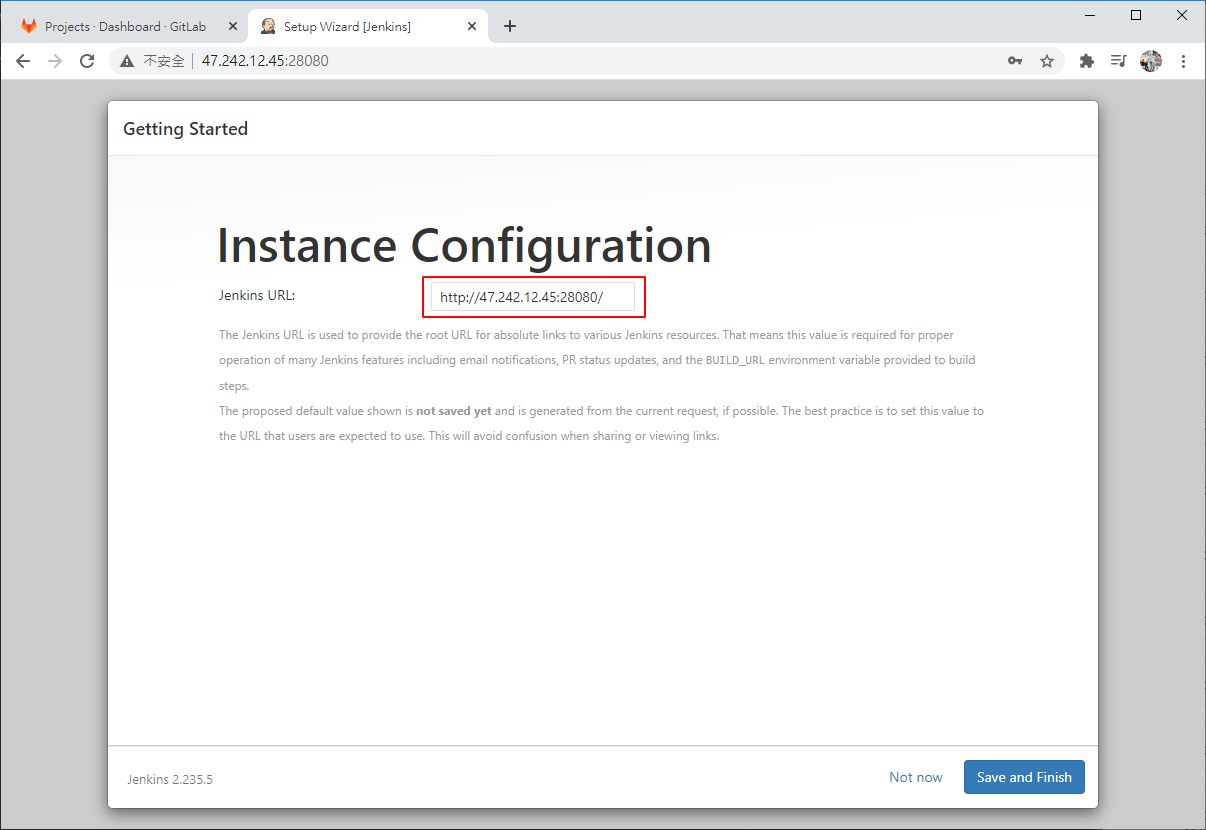 Projects · Dashboard · GitLab
Setup Wizard [Jenkins]
不安全
47.242.12.45:28080
Getting Started
Instance Configuration
Jenkins URL:
http://47.242.12.45:28080/
The Jenkins URL is used to provide the root URL for absolute links to various Jenkins resources. That means this value is required for proper
operation of many Jenkins features including email notifications, PR status updates, and the BUILD_URL environment variable provided to build
steps.
The proposed default value shown is not saved yet and is generated from the current request, if possible. The best practice is to set this value to
the URL that users are expected to use. This will avoid confusion when sharing or viewing links.
Jenkins 2.235.5
Not now
Save and Finish